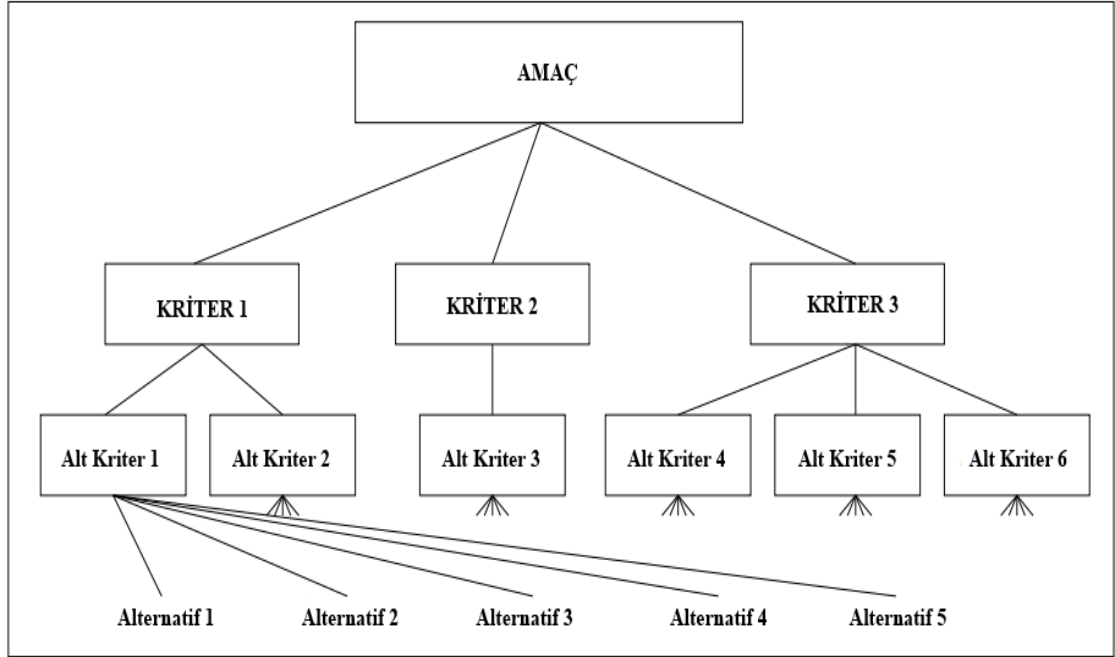 AMAÇ
KRİTER 1
KRİTER 2
KRİTER 3
Alt Kriter 1
Alt Kriter 2
Alt Kriter 3
Alt Kriter 4
Alt Kriter 5
Alt Kriter 6
Alternatif 1
Alternatif 2
Alternatif 3
Alternatif 4
Alternatif 5